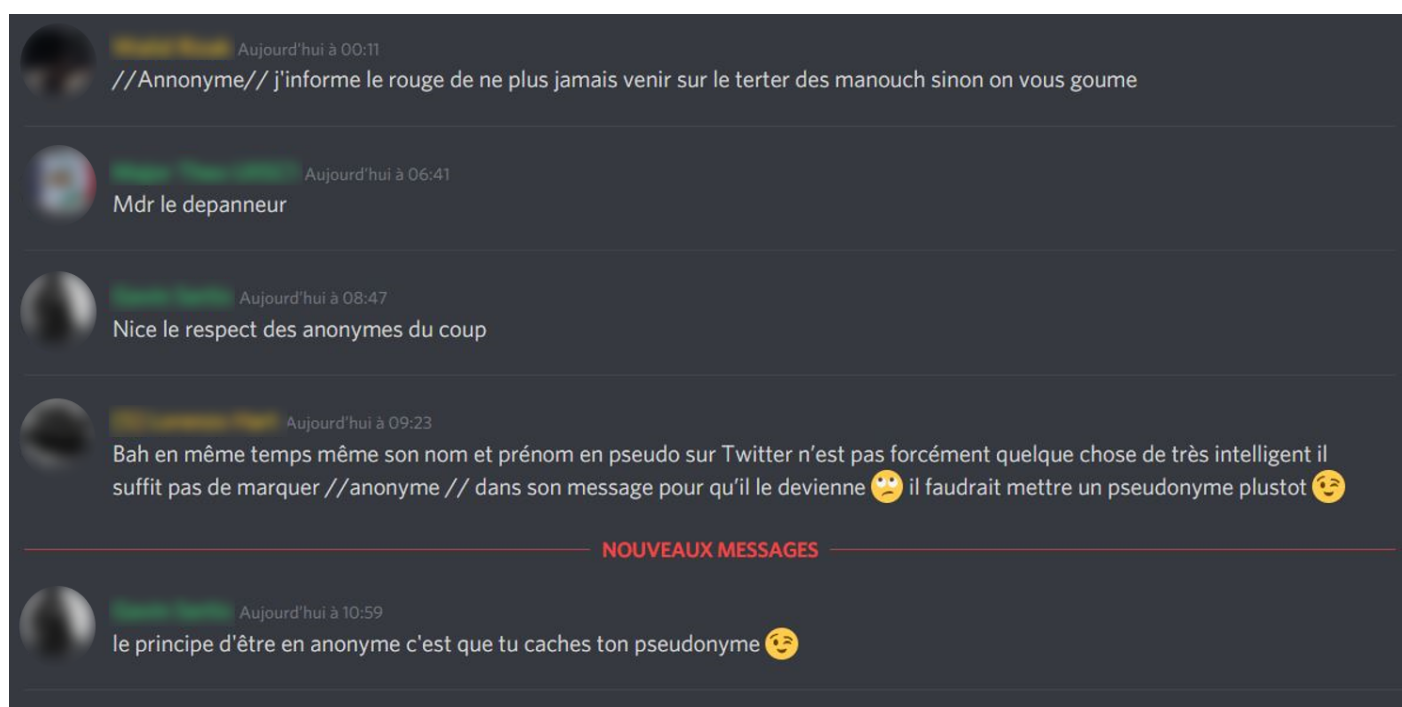 Aujourd'hui à 00:11
//Annonyme// j'informe le rouge de ne plus jamais venir sur le terter des manouch sinon on vous goume
Aujourd'hui à 06:41
Mdr le depanneur
Aujourd'hui à 08:47
Nice le respect des anonymes du coup
Aujourd'hui à 09:23
Bah en même temps même son nom et prénom en pseudo sur Twitter n’est pas forcément quelque chose de très intelligent il
suffit pas de marquer //anonyme // dans son message pour qu’il le devienne 🙄 il faudrait mettre un pseudonyme plustot 😉
NOUVEAUX MESSAGES
Aujourd'hui à 10:59
le principe d'être en anonyme c'est que tu caches ton pseudonyme 😉